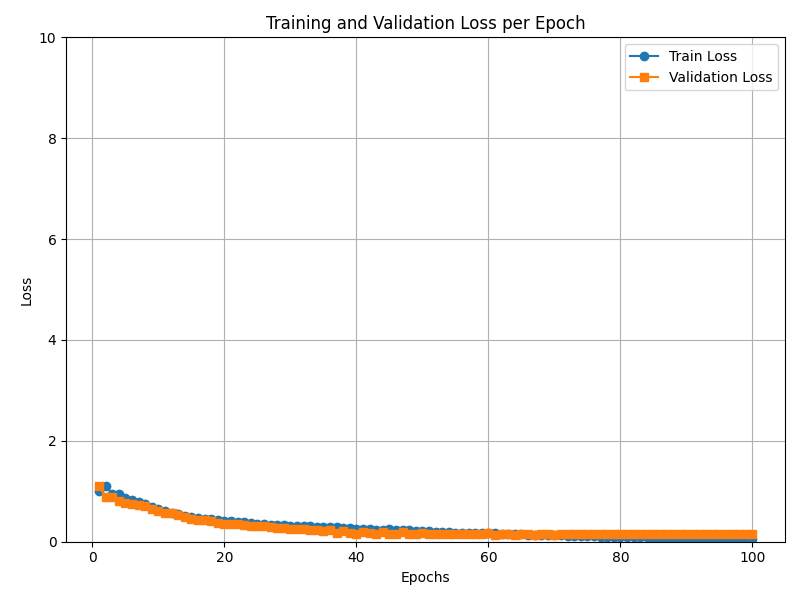 Training and Validation Loss per Epoch
Train Loss
Validation Loss
Loss
10
8
6
4
2
0
0 20 40 60 80 100
Epochs